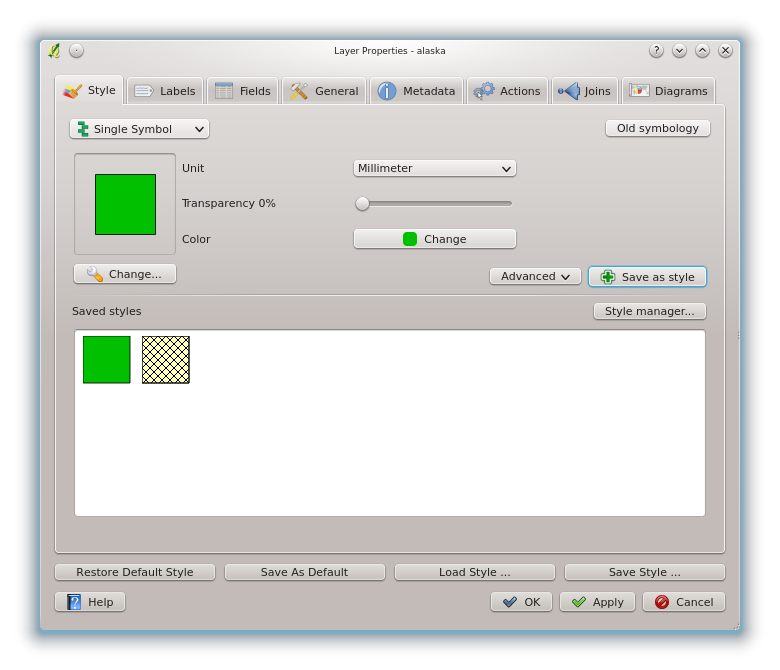 Layer Properties - alaska
Style Labels Fields General Metadata Actions Joins Diagrams
Single Symbol Old symbology
Unit Millimeter
Transparency 0%
Color Change
Change... Advanced Save as style
Saved styles Style manager...
Restore Default Style Save As Default Load Style ... Save Style ...
Help OK Apply Cancel